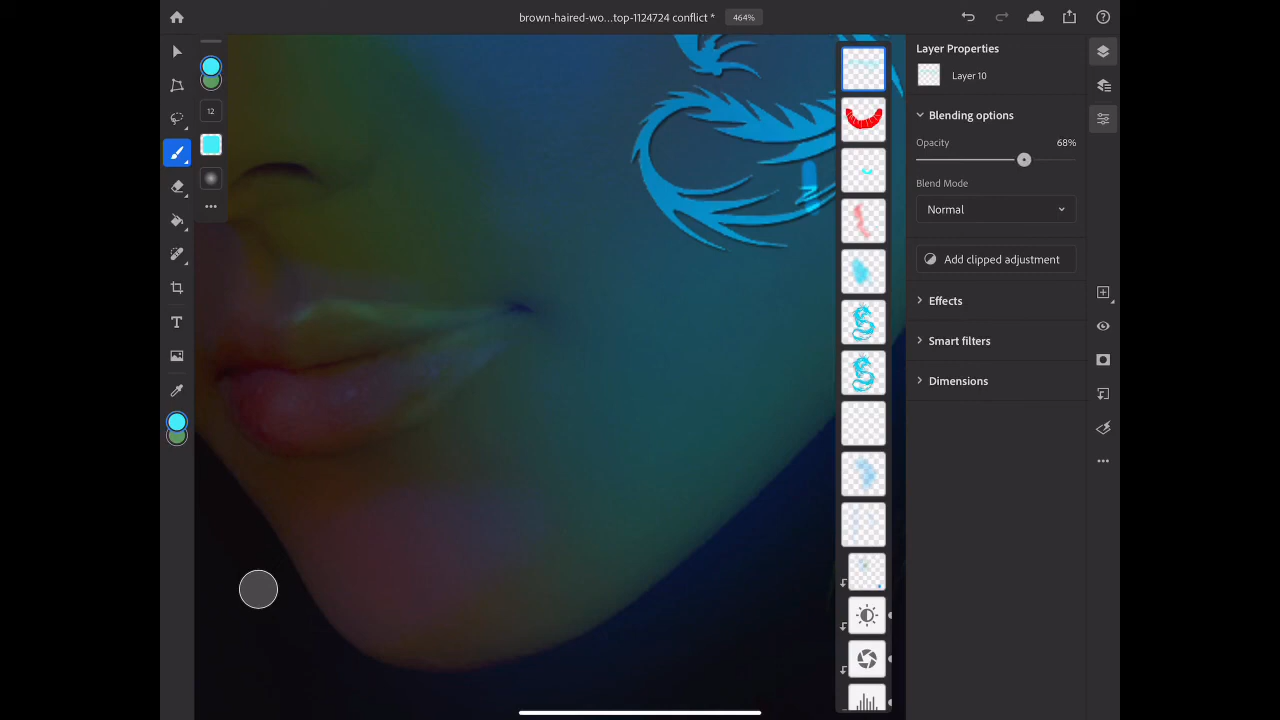 brown-haired-wo...top-1124724 conflict *
464%
Layer Properties
Layer 10
12
Blending options
Opacity
68%
Blend Mode
Normal
Add clipped adjustment
Effects
Smart filters
Dimensions